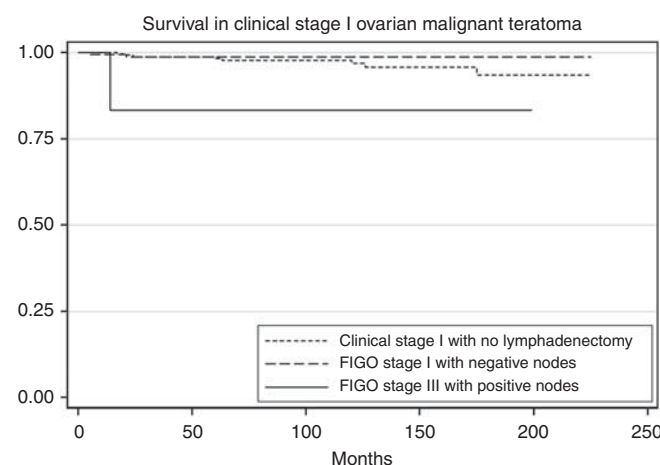 Survival in clinical stage I ovarian malignant teratoma
1.00
0.75
0.50
0.25
0.00
Clinical stage I with no lymphadenectomy
FIGO stage I with negative nodes
FIGO stage III with positive nodes
0 50 100 150 200 250
Months